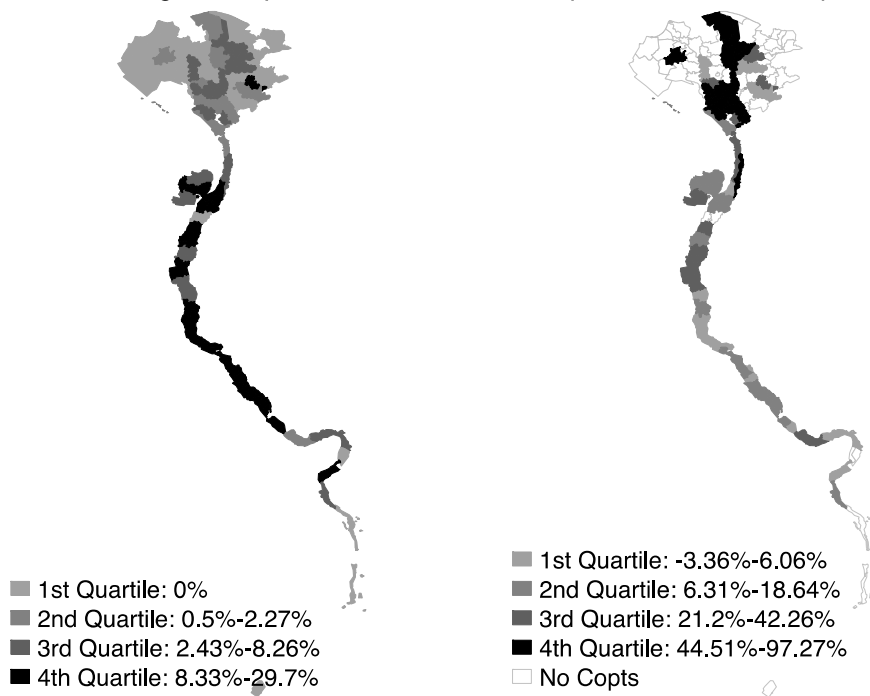 1st Quartile: 0%
2nd Quartile: 0.5%-2.27%
3rd Quartile: 2.43%-8.26%
4th Quartile: 8.33%-29.7%
1st Quartile: -3.36%-6.06%
2nd Quartile: 6.31%-18.64%
3rd Quartile: 21.2%-42.26%
4th Quartile: 44.51%-97.27%
No Copts